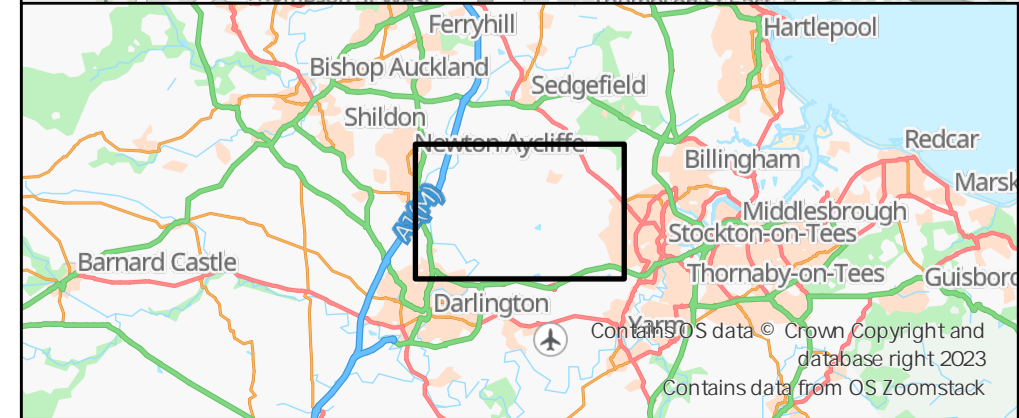 Ferryhill
Hartlepool
Bishop Auckland
Sedgefield
Shildon
Newton Aycliffe
Redcar
Billingham
Marsk
A1(M)
Middlesbrough
Stockton-on-Tees
Barnard Castle
Thornaby-on-Tees
Guisboro
Darlington
Yarm
Contains OS data © Crown Copyright and
database right 2023
Contains data from OS Zoomstack